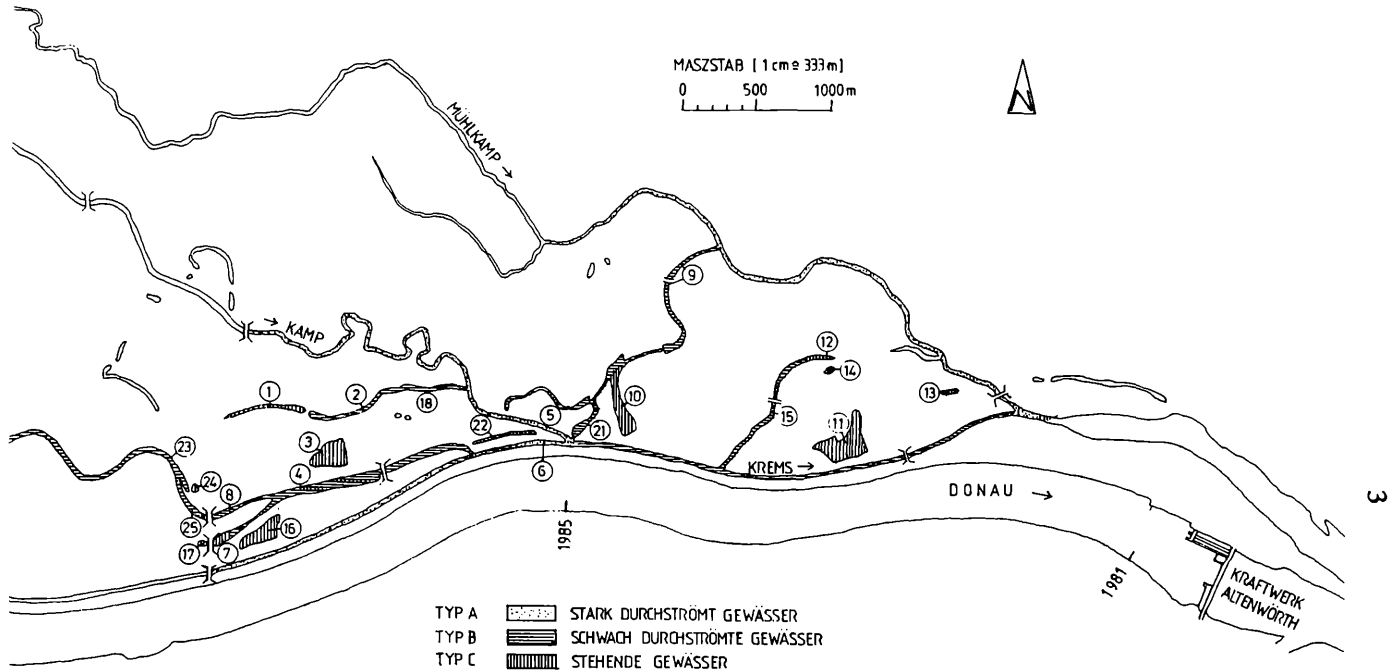 MASZSTAB [ 1 cm ≙ 333 m ]
0 500 1000 m
N
MÜHLKAMP →
9
→ KAMP
12
14
13
1
2
18
10
5
15
11
23
3
22
21
4
6
KREMS →
24
8
DONAU →
3
25
16
17
7
1985
1981
KRAFTWERK
ALTENWÖRTH
TYP A STARK DURCHSTRÖMT GEWÄSSER
TYP B SCHWACH DURCHSTRÖMTE GEWÄSSER
TYP C STEHENDE GEWÄSSER